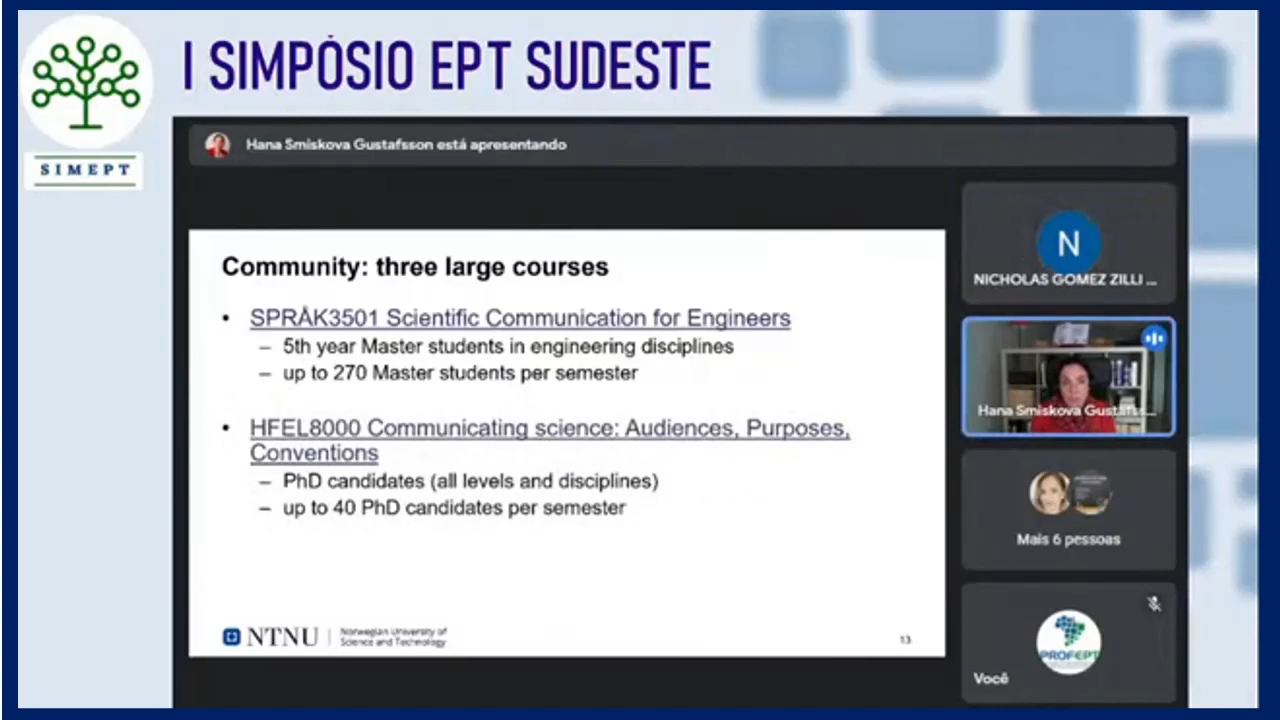 I SIMPÓSIO EPT SUDESTE
SIMEPT
Hana Smiskova Gustafsson está apresentando
Community: three large courses
• SPRÅK3501 Scientific Communication for Engineers
– 5th year Master students in engineering disciplines
– up to 270 Master students per semester
• HFEL8000 Communicating science: Audiences, Purposes,
Conventions
– PhD candidates (all levels and disciplines)
– up to 40 PhD candidates per semester
NTNU
Norwegian University of
Science and Technology
13
N
NICHOLAS GOMEZ ZILLI ...
Hana Smiskova Gustafss...
Mais 6 pessoas
PROFEPT
Você